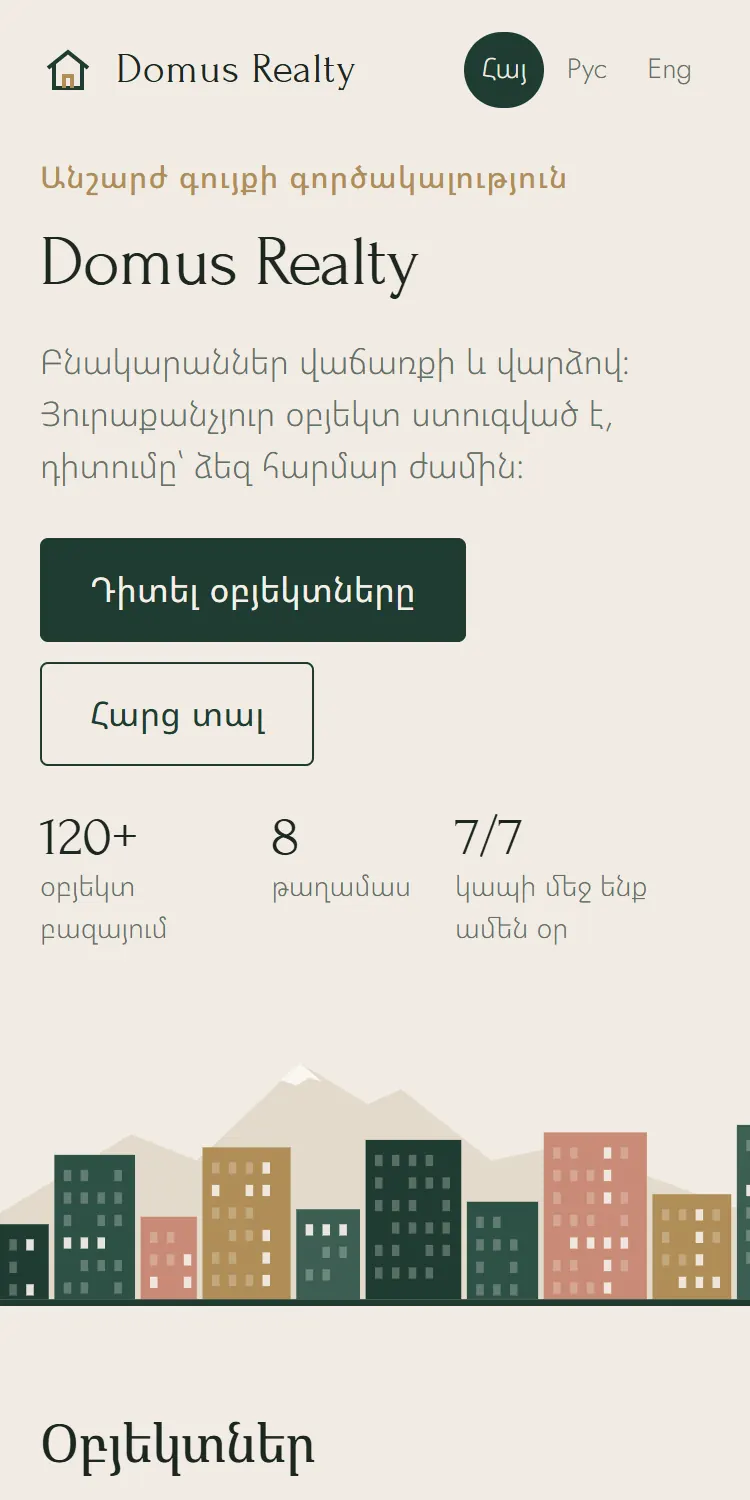 Domus Realty
Հայ Рус Eng
Անշարժ գույքի գործակալություն
Domus Realty
Բնակարաններ վաճառքի և վարձով:
Յուրաքանչյուր օբյեկտ ստուգված է,
դիտումը՝ ձեզ հարմար ժամին:
Դիտել օբյեկտները
Հարց տալ
120+
օբյեկտ
բազայում
8
թաղամաս
7/7
կապի մեջ ենք
ամեն օր
Օբյեկտներ